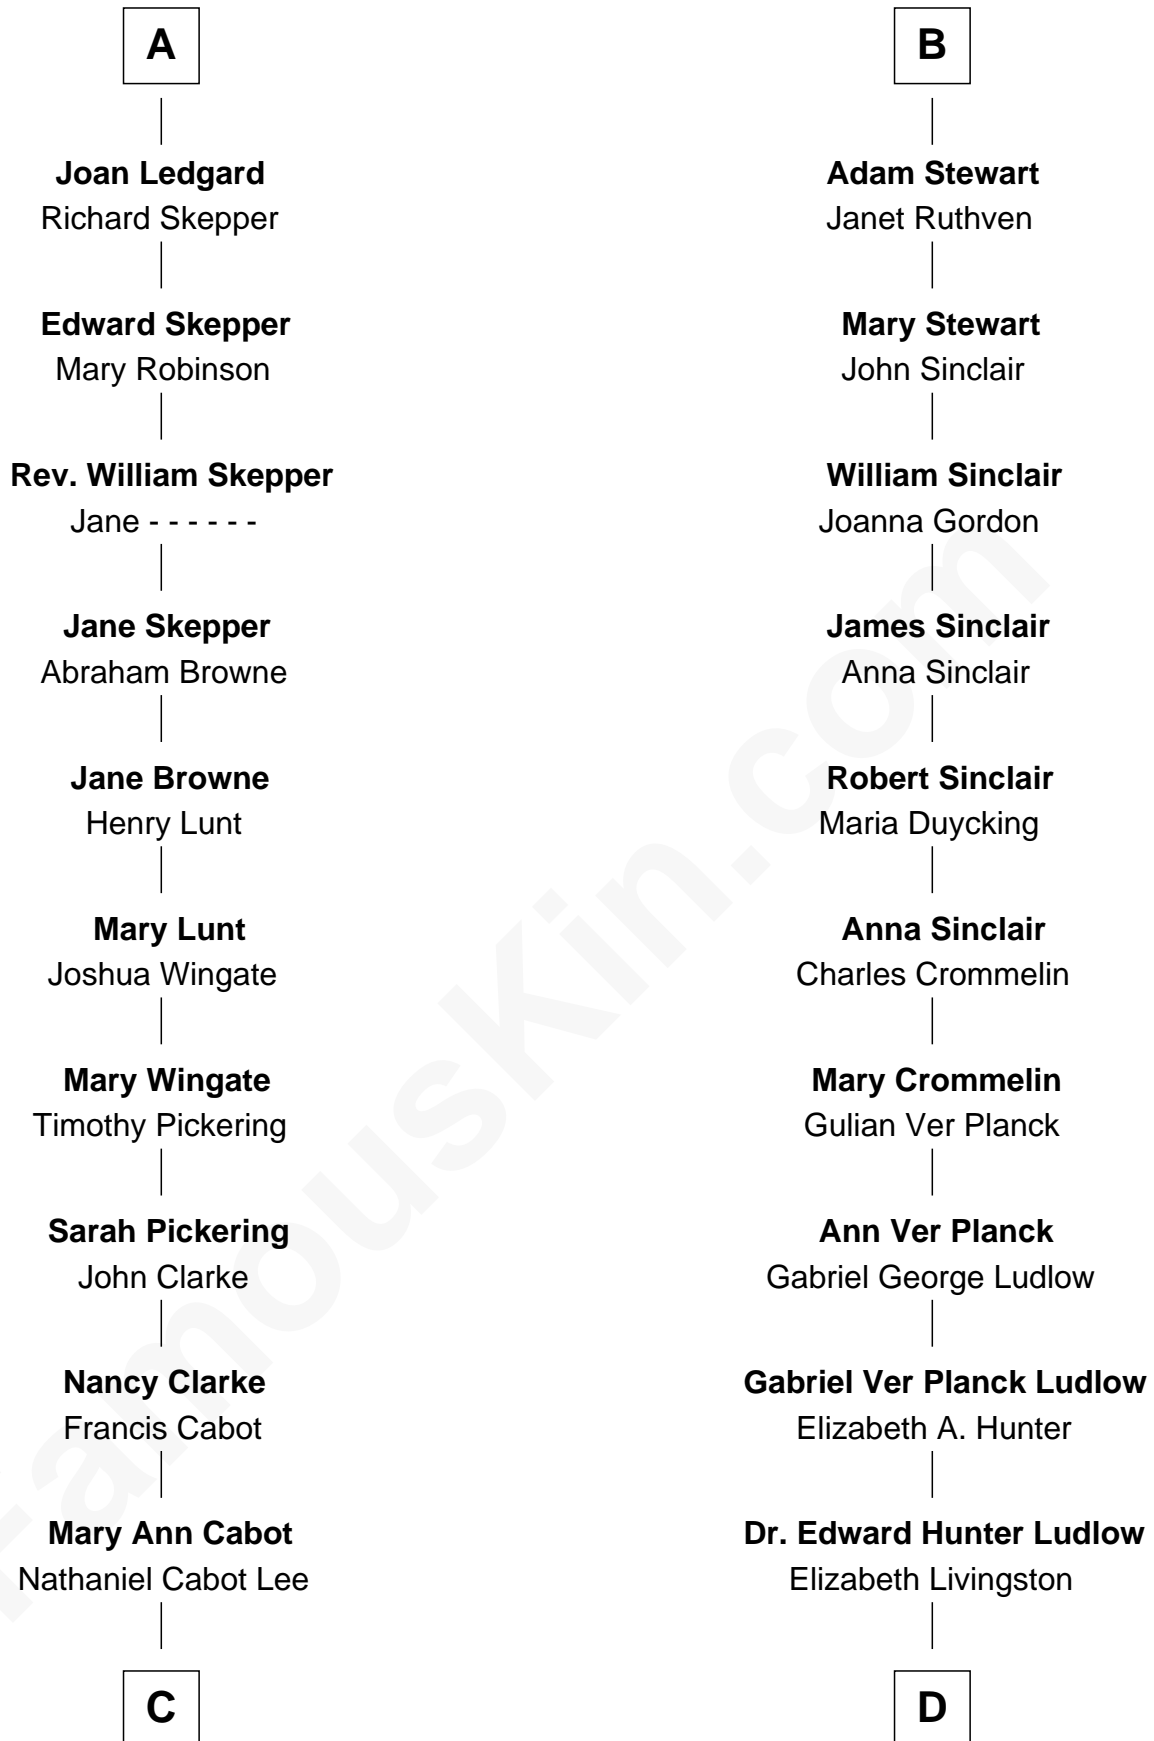 A
Joan Ledgard
Richard Skepper
Edward Skepper
Mary Robinson
Rev. William Skepper
Jane - - - - - -
Jane Skepper
Abraham Browne
Jane Browne
Henry Lunt
Mary Lunt
Joshua Wingate
Mary Wingate
Timothy Pickering
Sarah Pickering
John Clarke
Nancy Clarke
Francis Cabot
Mary Ann Cabot
Nathaniel Cabot Lee
C
B
Adam Stewart
Janet Ruthven
Mary Stewart
John Sinclair
William Sinclair
Joanna Gordon
James Sinclair
Anna Sinclair
Robert Sinclair
Maria Duycking
Anna Sinclair
Charles Crommelin
Mary Crommelin
Gulian Ver Planck
Ann Ver Planck
Gabriel George Ludlow
Gabriel Ver Planck Ludlow
Elizabeth A. Hunter
Dr. Edward Hunter Ludlow
Elizabeth Livingston
D
FamousKin.com